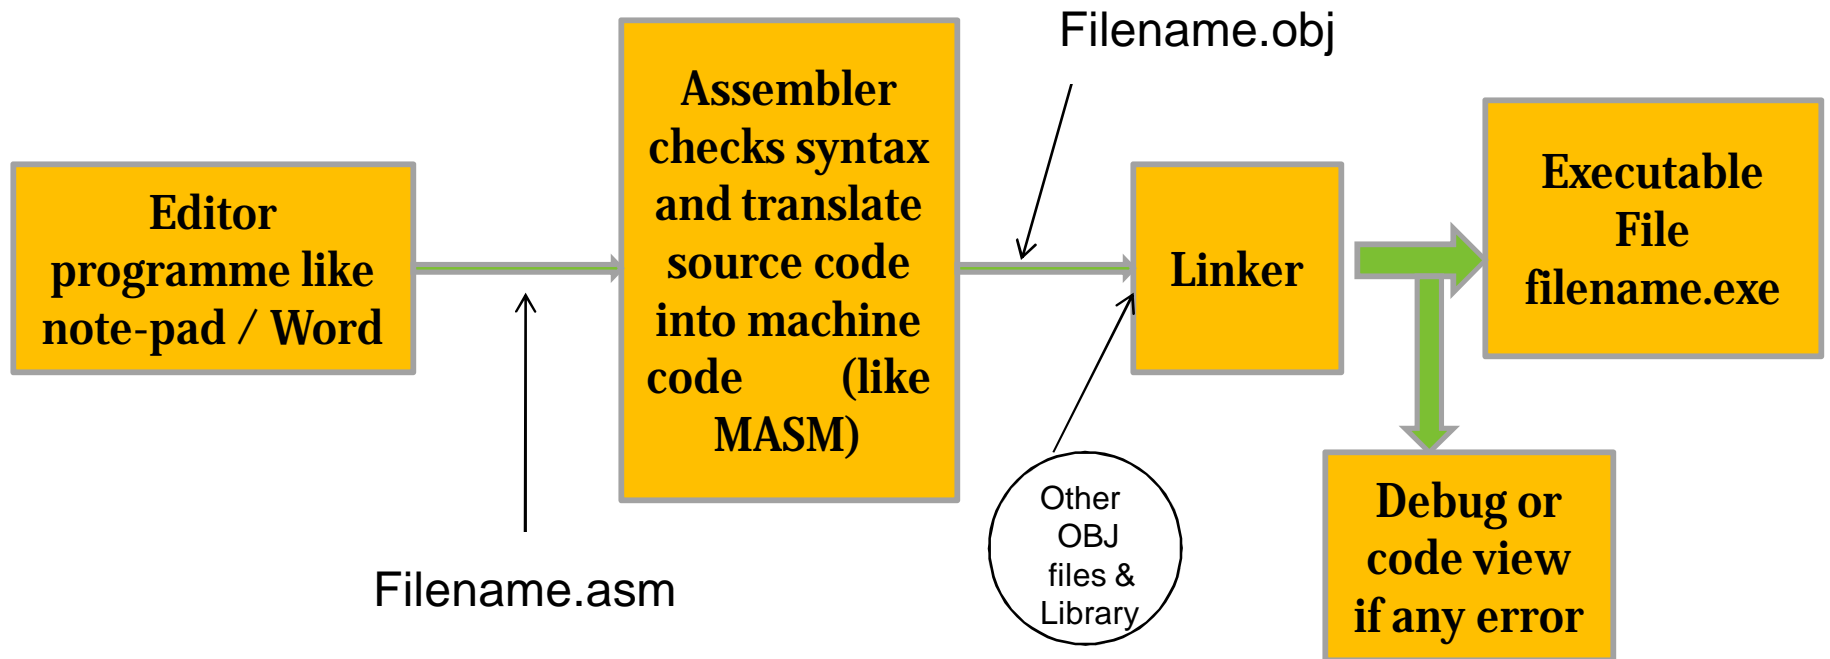 Editor
programme like
note-pad / Word
Filename.asm
Assembler
checks syntax
and translate
source code
into machine
code (like
MASM)
Filename.obj
Other
OBJ
files &
Library
Linker
Executable
File
filename.exe
Debug or
code view
if any error